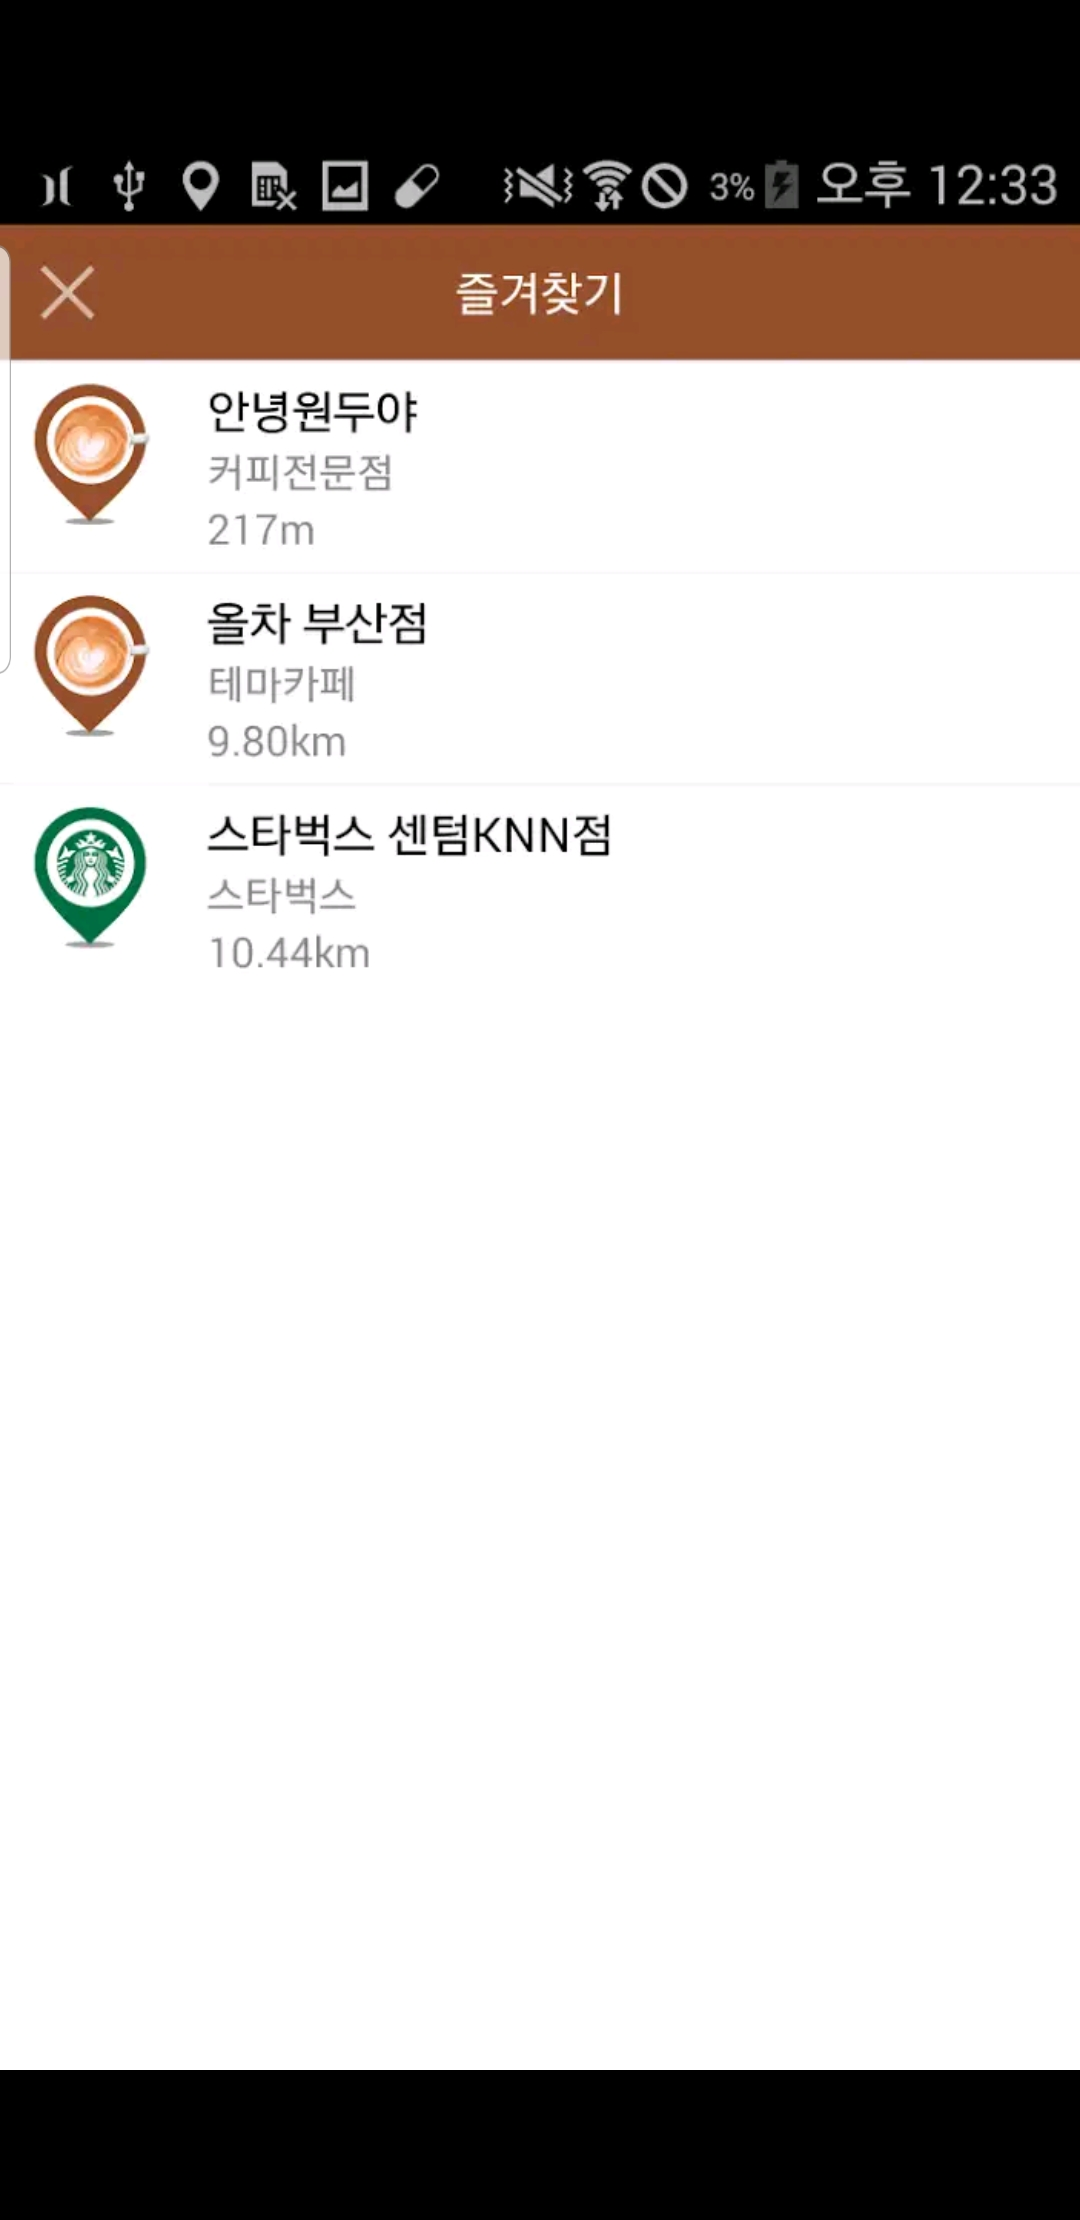 3% 오후 12:33
즐겨찾기
안녕원두야
커피전문점
217m
올차 부산점
테마카페
9.80km
스타벅스 센텀KNN점
스타벅스
10.44km